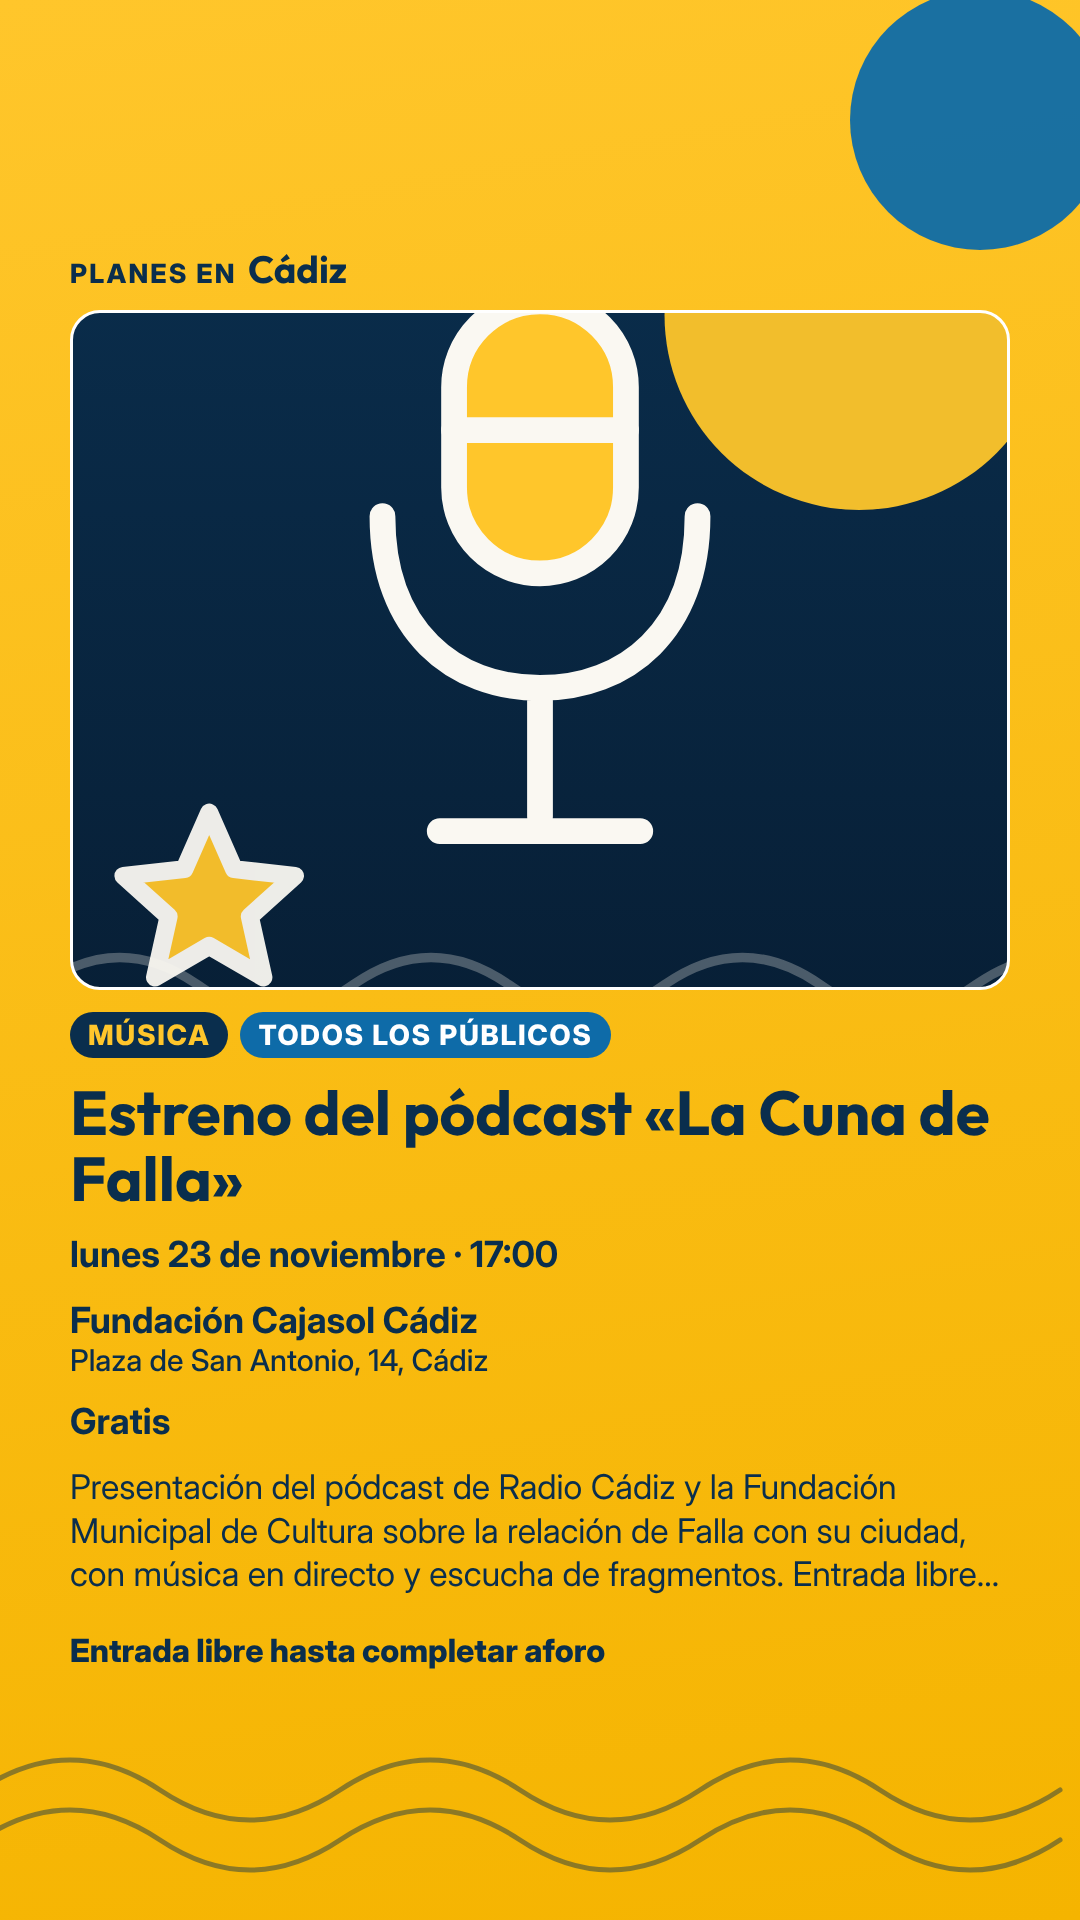 PLANES EN Cádiz
MÚSICA TODOS LOS PÚBLICOS
Estreno del pódcast «La Cuna de
Falla»
lunes 23 de noviembre · 17:00
Fundación Cajasol Cádiz
Plaza de San Antonio, 14, Cádiz
Gratis
Presentación del pódcast de Radio Cádiz y la Fundación
Municipal de Cultura sobre la relación de Falla con su ciudad,
con música en directo y escucha de fragmentos. Entrada libre...
Entrada libre hasta completar aforo